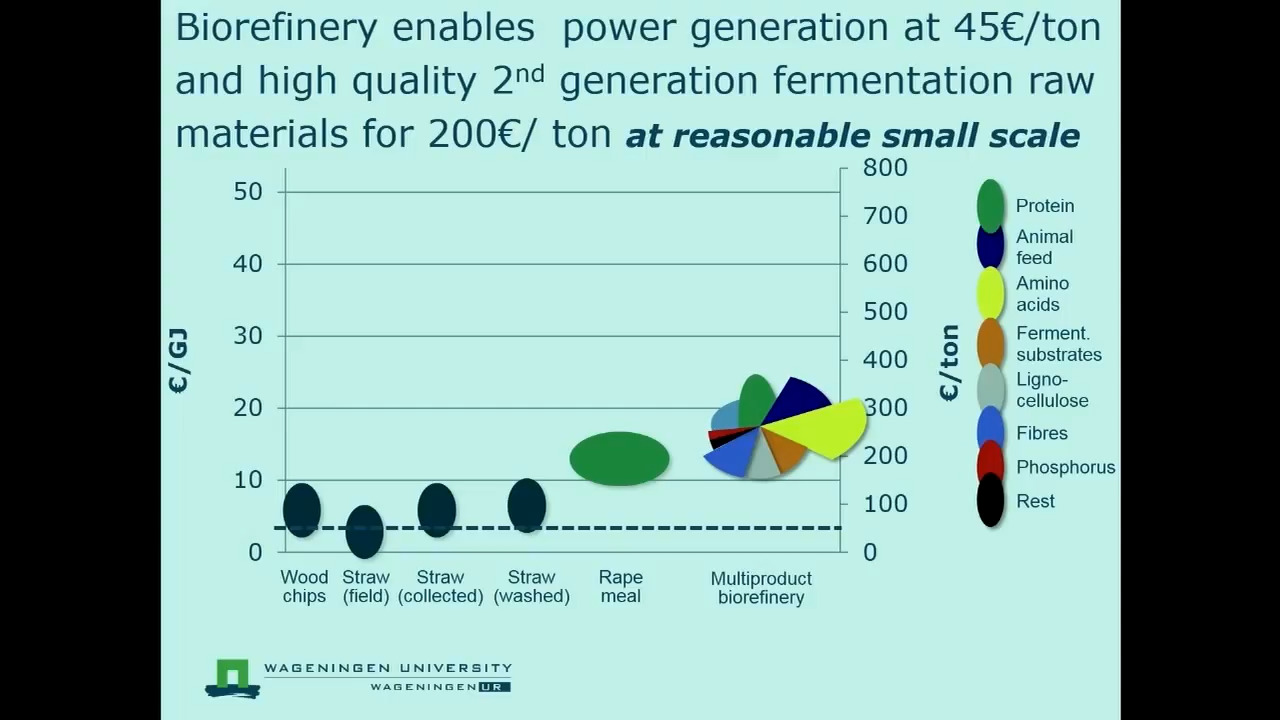 Biorefinery enables power generation at 45€/ton
and high quality 2nd generation fermentation raw
materials for 200€/ ton at reasonable small scale
50
40
30
20
10
0
€/GJ
800
700
600
500
400
300
200
100
0
€/ton
Protein
Animal
feed
Amino
acids
Ferment.
substrates
Ligno-
cellulose
Fibres
Phosphorus
Rest
Wood
chips
Straw
(field)
Straw
(collected)
Straw
(washed)
Rape
meal
Multiproduct
biorefinery
WAGENINGEN UNIVERSITY
WAGENINGEN UR